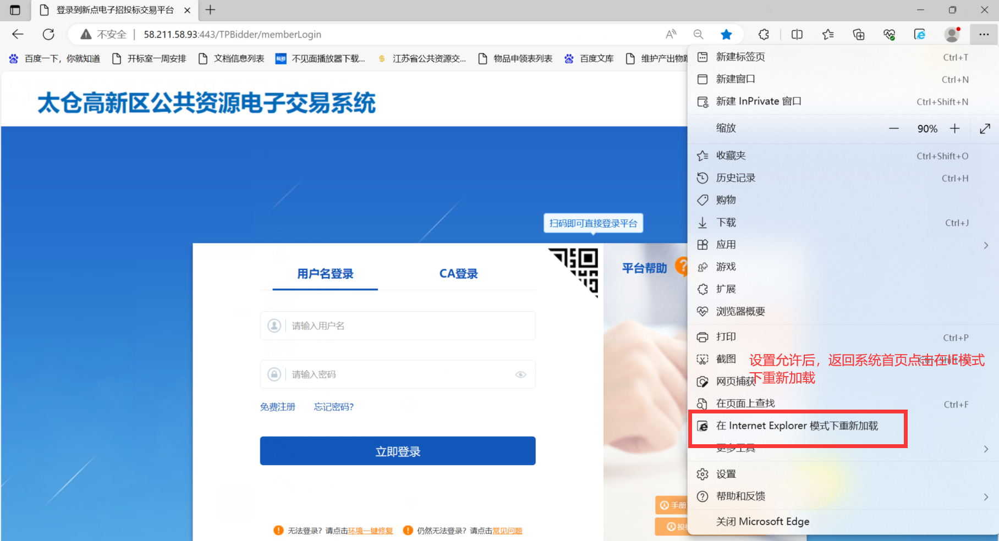 登录到新点电子招投标交易平台
不安全 58.211.58.93:443/TPBidder/memberLogin
百度一下，你就知道 开标室一周安排 文档信息列表 不见面播放器下载... 江苏省公共资源交... 物品申领表列表 百度文库 维护产出物跟
太仓高新区公共资源电子交易系统
扫码即可直接登录平台
用户名登录 CA登录
平台帮助
请输入用户名
请输入密码
免费注册 忘记密码?
立即登录
手册
投标
无法登录？请点击环境一键修复 仍然无法登录？请点击常见问题
新建标签页 Ctrl+T
新建窗口 Ctrl+N
新建 InPrivate 窗口 Ctrl+Shift+N
缩放 90%
收藏夹 Ctrl+Shift+O
历史记录 Ctrl+H
购物
下载 Ctrl+J
应用
游戏
扩展
浏览器概要
打印 Ctrl+P
截图
设置允许后，返回系统首页点击在IE模式
下重新加载
网页捕获
在页面上查找 Ctrl+F
在 Internet Explorer 模式下重新加载
更多工具
设置
帮助和反馈
关闭 Microsoft Edge